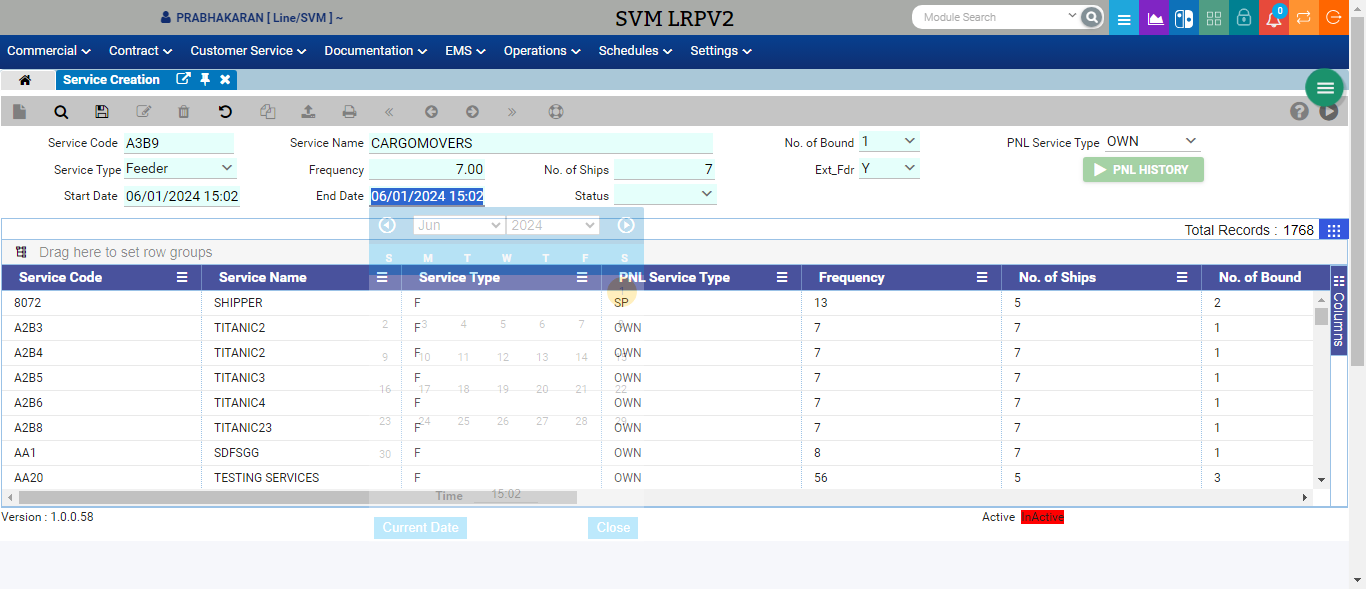 PRABHAKARAN [ Line/SVM ] ~ SVM LRPV2 Module Search 0
Commercial Contract Customer Service Documentation EMS Operations Schedules Settings
Service Creation
Service Code A3B9 Service Name CARGOMOVERS No. of Bound 1 PNL Service Type OWN
Service Type Feeder Frequency 7.00 No. of Ships 7 Ext_Fdr Y PNL HISTORY
Start Date 06/01/2024 15:02 End Date 06/01/2024 15:02 Status
Jun 2024
Total Records : 1768
Drag here to set row groups
S M T W T F S
Service Code Service Name Service Type PNL Service Type Frequency No. of Ships No. of Bound
Columns
1
8072 SHIPPER F SP 13 5 2
A2B3 TITANIC2 F OWN 7 7 1
2 3 4 5 6 7 8
A2B4 TITANIC2 F OWN 7 7 1
9 10 11 12 13 14 15
A2B5 TITANIC3 F OWN 7 7 1
16 17 18 19 20 21 22
A2B6 TITANIC4 F OWN 7 7 1
23 24 25 26 27 28 29
A2B8 TITANIC23 F OWN 7 7 1
30
AA1 SDFSGG F OWN 8 7 1
AA20 TESTING SERVICES F OWN 56 5 3
Time 15:02
Version : 1.0.0.58 Active InActive
Current Date Close